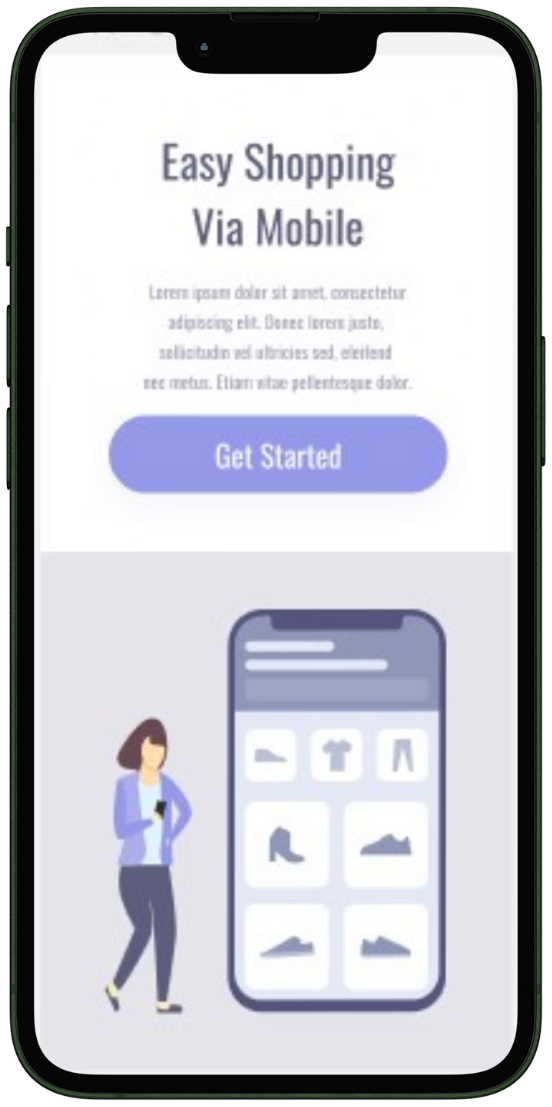 Easy Shopping
Via Mobile
Lorem ipsum dolor sit amet, consectetur
adipiscing elit. Donec lorem justo,
sollicitudin vel ultricies sed, eleifend
nec metus. Etiam vitae pellentesque dolor.
Get Started